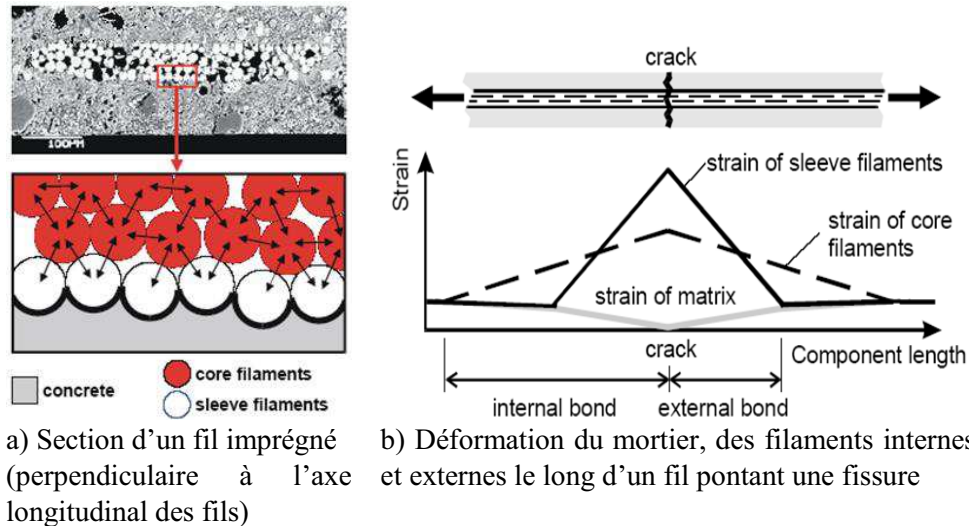 100μM
concrete
core filaments
sleeve filaments
a) Section d'un fil imprégné
(perpendiculaire à l'axe
longitudinal des fils)
crack
Strain
strain of sleeve filaments
strain of core
filaments
strain of matrix
crack
Component length
internal bond
external bond
b) Déformation du mortier, des filaments internes
et externes le long d'un fil pontant une fissure